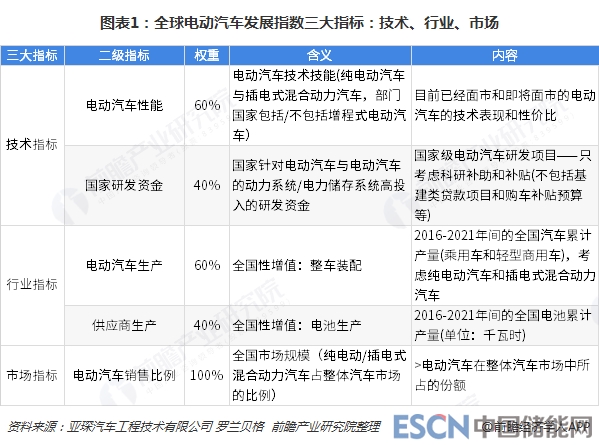 图表1：全球电动汽车发展指数三大指标：技术、行业、市场
三大指标 二级指标 权重 含义 内容
技术指标
电动汽车性能 60%
电动汽车技术技能(纯电动汽车
与插电式混合动力汽车，部门
国家包括/不包括增程式电动汽
车）
目前已经面市和即将面市的电动
汽车的技术表现和性价比
国家研发资金 40%
国家针对电动汽车与电动汽车
的动力系统/电力储存系统高投
入的研发资金
国家级电动汽车研发项目——只
考虑科研补助和补贴(不包括基
建类贷款项目和购车补贴预算
等)
行业指标
电动汽车生产 60% 全国性增值：整车装配
2016-2021年间的全国汽车累计
产量(乘用车和轻型商用车)，考
虑纯电动汽车和插电式混合动力
汽车
供应商生产 40% 全国性增值：电池生产
2016-2021年间的全国电池累计
产量(单位：千瓦时)
市场指标 电动汽车销售比例 100%
全国市场规模（纯电动/插电式
混合动力汽车占整体汽车市场
的比例）
>电动汽车在整体汽车市场中所
占的份额
资料来源：亚琛汽车工程技术有限公司 罗兰贝格 前瞻产业研究院整理
@前瞻经济学人APP
ESCN中国储能网
前瞻产业研究院